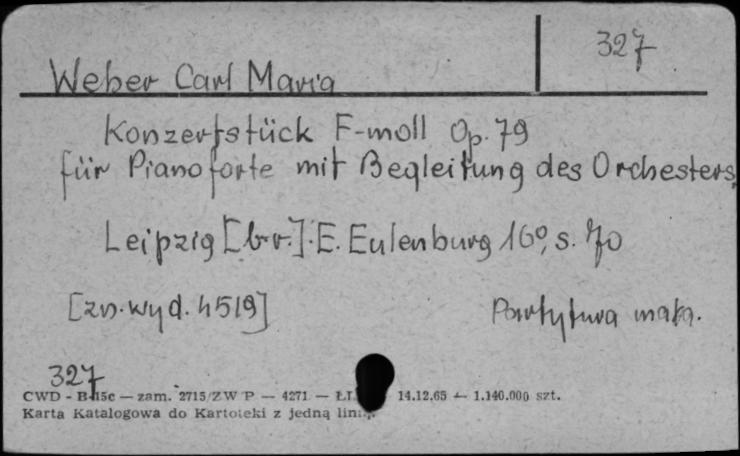 327
Weber Carl Maria
Konzertstück F-moll Op. 79
für Pianoforte mit Begleitung des Orchesters.
Leipzig [b.r.]. E. Eulenburg 16°, s. 70
[zn. wyd. 4519]
Partytura mała.
327
CWD - B 15c — zam. 2715/ZW P — 4271 — 14.12.65 — 1.140.000 szt.
Karta Katalogowa do Kartoteki z jedną